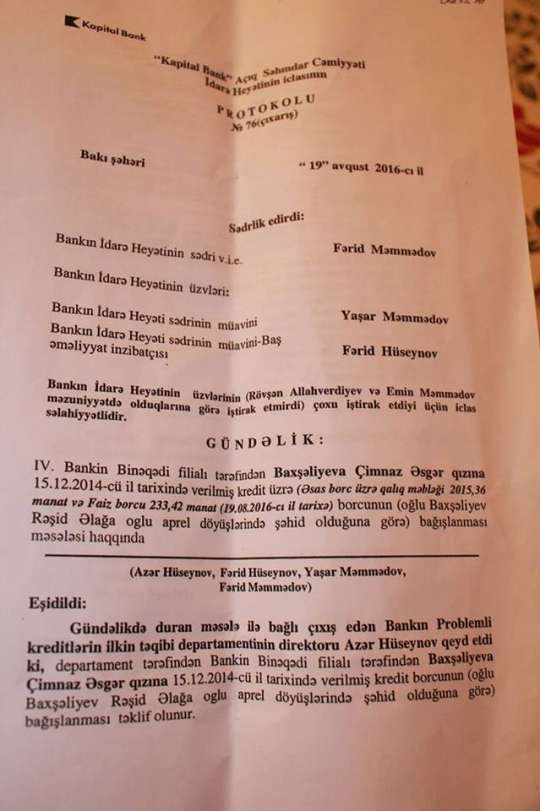 Kapital Bank
"Kapital Bank" Açıq Səhmdar Cəmiyyəti
İdarə Heyətinin iclasının
PROTOKOLU
№ 76(çıxarış)
Bakı şəhəri " 19" avqust 2016-cı il
Sədrlik edirdi:
Bankın İdarə Heyətinin sədri v.i.e. Fərid Məmmədov
Bankın İdarə Heyətinin üzvləri:
Bankın İdarə Heyəti sədrinin müavini Yaşar Məmmədov
Bankın İdarə Heyəti sədrinin müavini-Baş
əməliyyat inzibatçısı Fərid Hüseynov
Bankın İdarə Heyətinin üzvlərinin (Rövşən Allahverdiyev və Emin Məmmədov
məzuniyyətdə olduqlarına görə iştirak etmirdi) çoxu iştirak etdiyi üçün iclas
səlahiyyətlidir.
GÜNDƏLİK:
IV. Bankin Binəqədi filialı tərəfindən Baxşəliyeva Çimnaz Əsgər qızına
15.12.2014-cü il tarixində verilmiş kredit üzrə (Əsas borc üzrə qalıq məbləği 2015,36
manat və Faiz borcu 233,42 manat (19.08.2016-cı il tarixə) borcunun (oğlu Baxşəliyev
Rəşid Əlağa oglu aprel döyüşlərində şəhid olduğuna görə) bağışlanması
məsələsi haqqında
(Azər Hüseynov, Fərid Hüseynov, Yaşar Məmmədov,
Fərid Məmmədov)
Eşidildi:
Gündəlikdə duran məsələ ilə bağlı çıxış edən Bankın Problemli
kreditlərin ilkin təqibi departamentinin direktoru Azər Hüseynov qeyd etdi
ki, departament tərəfindən Bankin Binəqədi filialı tərəfindən Baxşəliyeva
Çimnaz Əsgər qızına 15.12.2014-cü il tarixində verilmiş kredit borcunun (oğlu
Baxşəliyev Rəşid Əlağa oglu aprel döyüşlərində şəhid olduğuna görə)
bağışlanması təklif olunur.